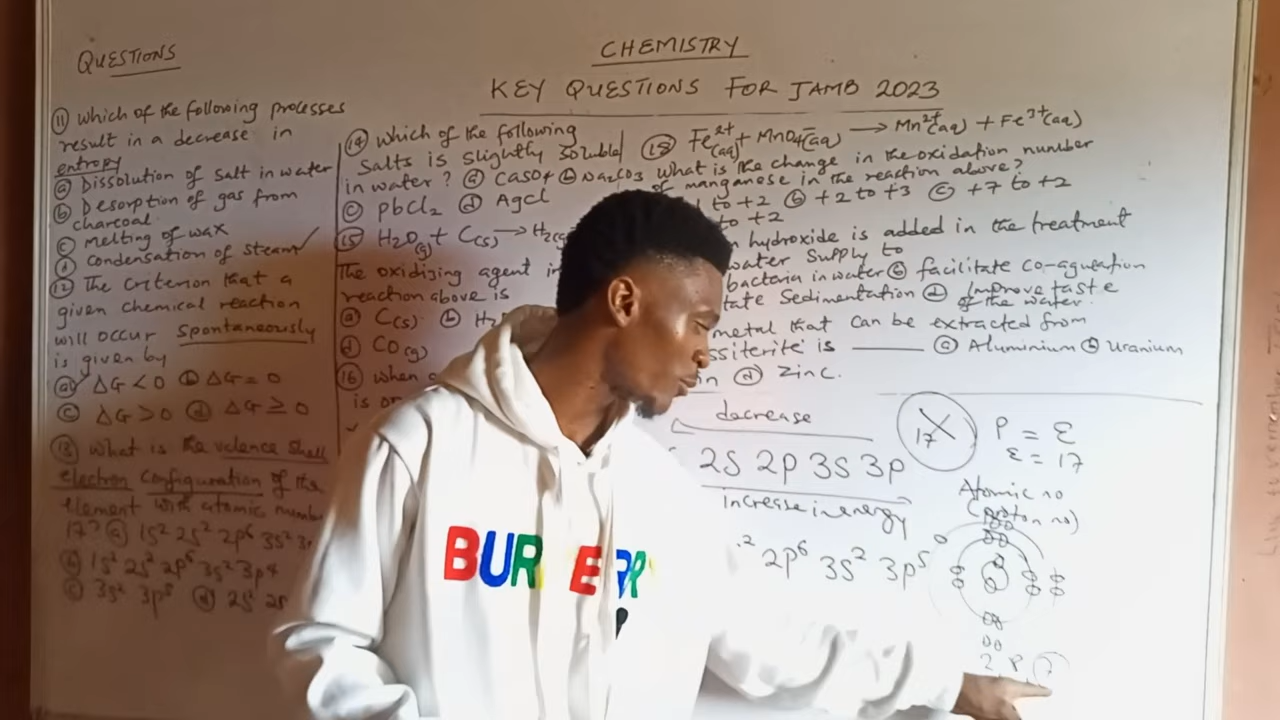 QUESTIONS
CHEMISTRY
KEY QUESTIONS FOR JAMB 2023
⑪ Which of the following processes
result in a decrease in
entropy
ⓐ Dissolution of salt in water
ⓑ Desorption of gas from
charcoal
ⓒ Melting of wax
ⓓ condensation of steam ✓
⑫ The criterion that a
given chemical reaction
will occur spontaneously
is given by
ⓐ ΔG < 0 ⓑ ΔG = 0
ⓒ ΔG > 0 ⓓ ΔG ≥ 0
⑬ What is the valence shell
electron configuration of the
element with atomic number
17? ⓐ 1s² 2s² 2p⁶ 3s² 3
ⓑ 1s² 2s² 2p⁶ 3s² 3p⁴
ⓒ 3s² 3p⁵ ⓓ 2s²
⑭ Which of the following
Salts is slightly soluble
in water? ⓐ CaSO₄ ⓑ Na₂CO₃
ⓒ PbCl₂ ⓓ AgCl
⑮ H₂O(g) + C(s) → H₂(g
The oxidizing agent in
reaction above is
ⓐ C(s) ⓑ H₂
ⓓ CO(g)
⑯ when
is
⑱ Fe²⁺(aq) + MnO₄⁻(aq) → Mn²⁺(aq) + Fe³⁺(aq)
What is the change in the oxidation number
of manganese in the reaction above?
to +2 ⓑ +2 to +3 ⓒ +7 to +2
to +2
hydroxide is added in the treatment
water supply to
bacteria in water ⓑ facilitate co-agueation
tate Sedimentation ⓓ Improve taste
of the water.
metal that can be extracted from
ssiterite is ____ ⓐ Aluminium ⓑ Uranium
ⓓ Zinc.
decrease
2s 2p 3s 3p
increase in energy
2 2p⁶ 3s² 3p⁵
17 X
P = E
E = 17
Atomic no
(proton no)
2 8 7
BURBERRY